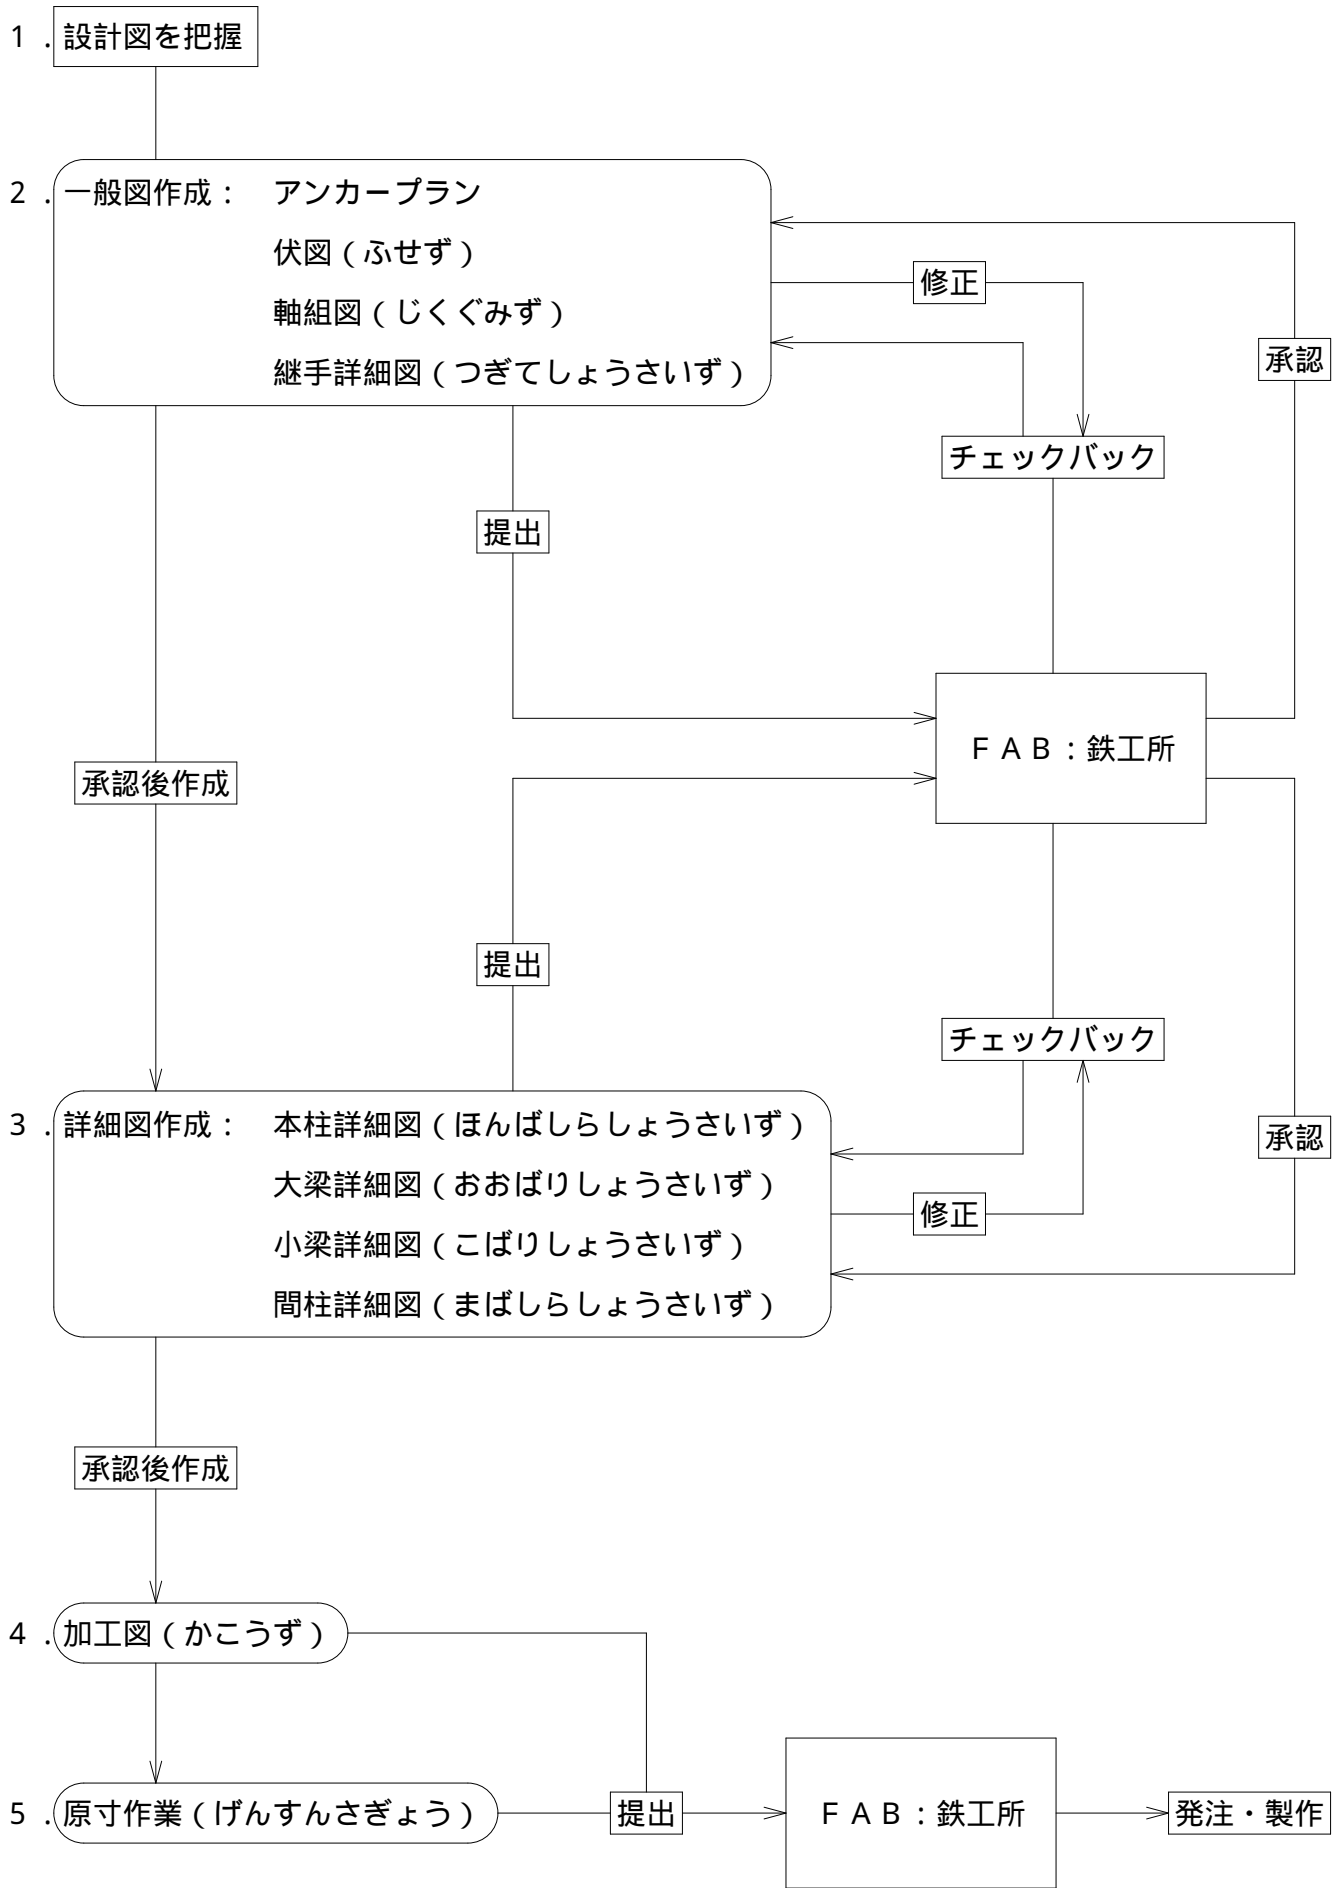 １．設計図を把握
２．一般図作成：　アンカープラン
伏図（ふせず）
軸組図（じくぐみず）
継手詳細図（つぎてしょうさいず）
修正
承認
チェックバック
提出
ＦＡＢ：鉄工所
承認後作成
提出
チェックバック
３．詳細図作成：　本柱詳細図（ほんばしらしょうさいず）
承認
大梁詳細図（おおばりしょうさいず）
修正
小梁詳細図（こばりしょうさいず）
間柱詳細図（まばしらしょうさいず）
承認後作成
４．加工図（かこうず）
５．原寸作業（げんすんさぎょう）
提出
ＦＡＢ：鉄工所
発注・製作